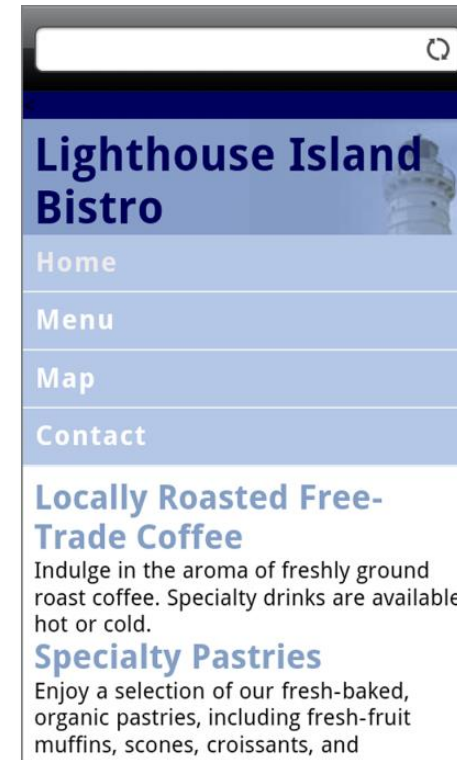 Lighthouse Island
Bistro
Home
Menu
Map
Contact
Locally Roasted Free-
Trade Coffee
Indulge in the aroma of freshly ground
roast coffee. Specialty drinks are available
hot or cold.
Specialty Pastries
Enjoy a selection of our fresh-baked,
organic pastries, including fresh-fruit
muffins, scones, croissants, and